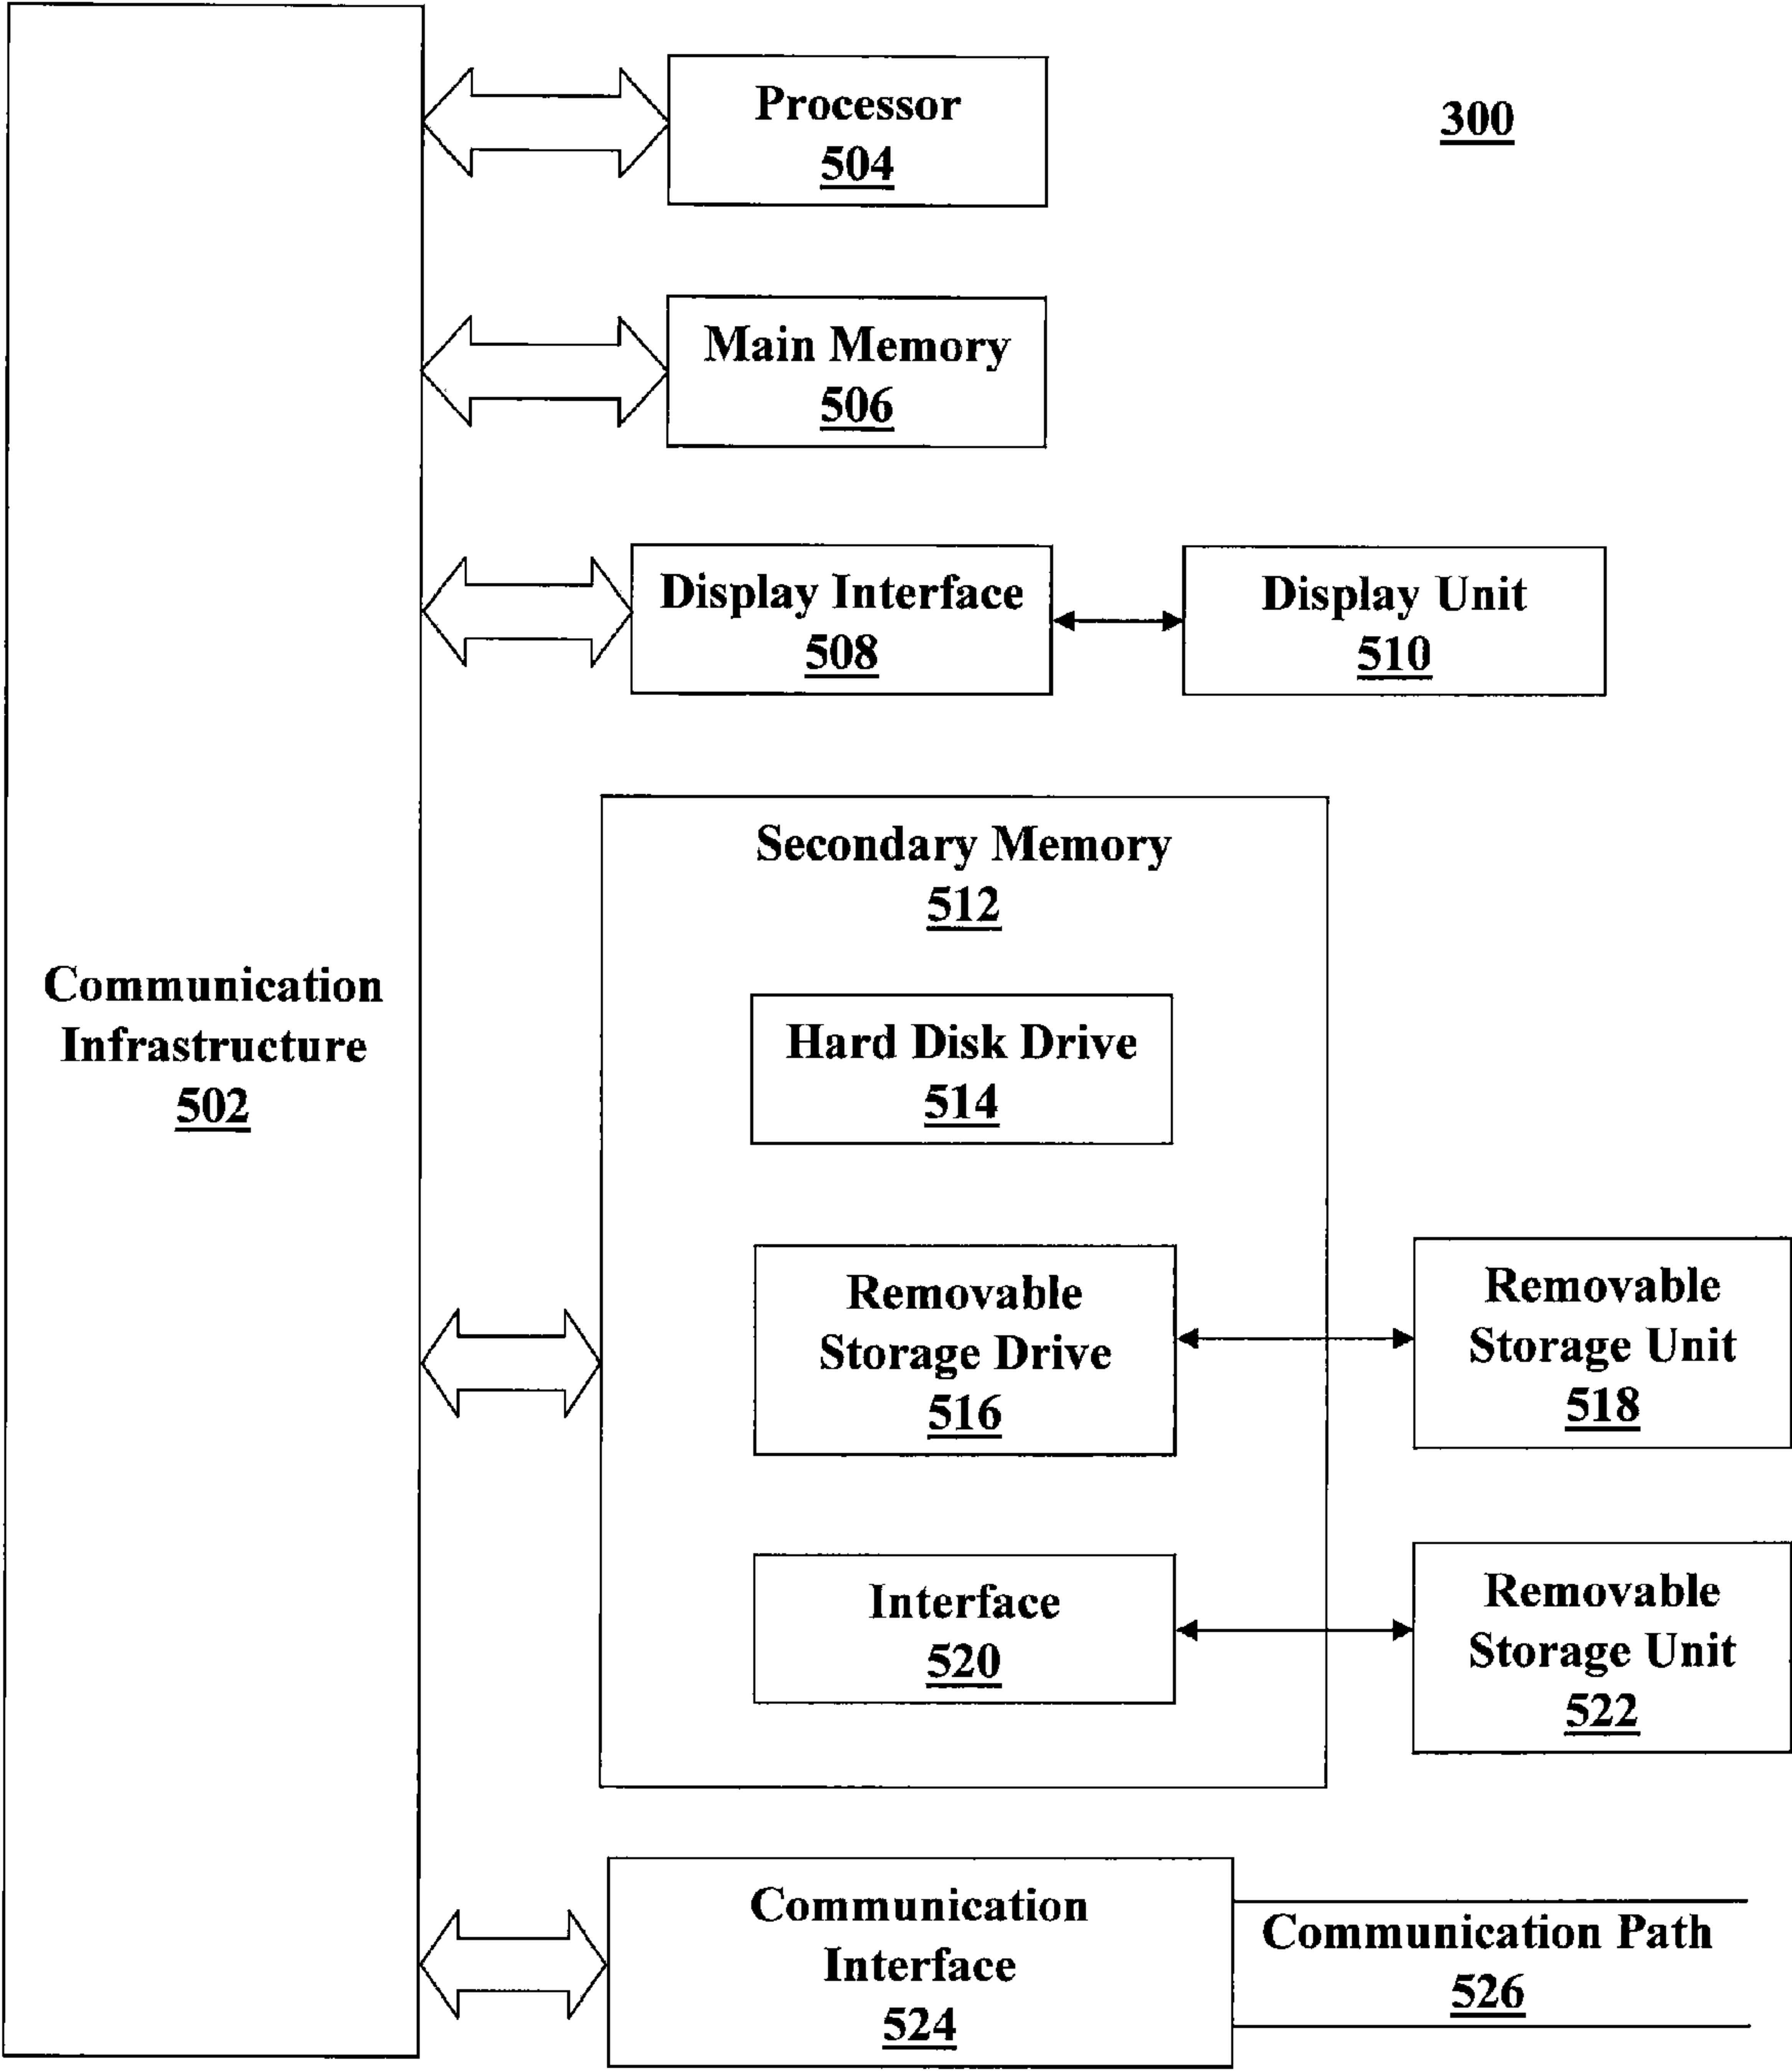 Processor
504
300
Main Memory
506
Display Interface
508
Display Unit
510
Secondary Memory
512
Communication
Infrastructure
502
Hard Disk Drive
514
Removable
Storage Drive
516
Removable
Storage Unit
518
Interface
520
Removable
Storage Unit
522
Communication
Interface
524
Communication Path
526